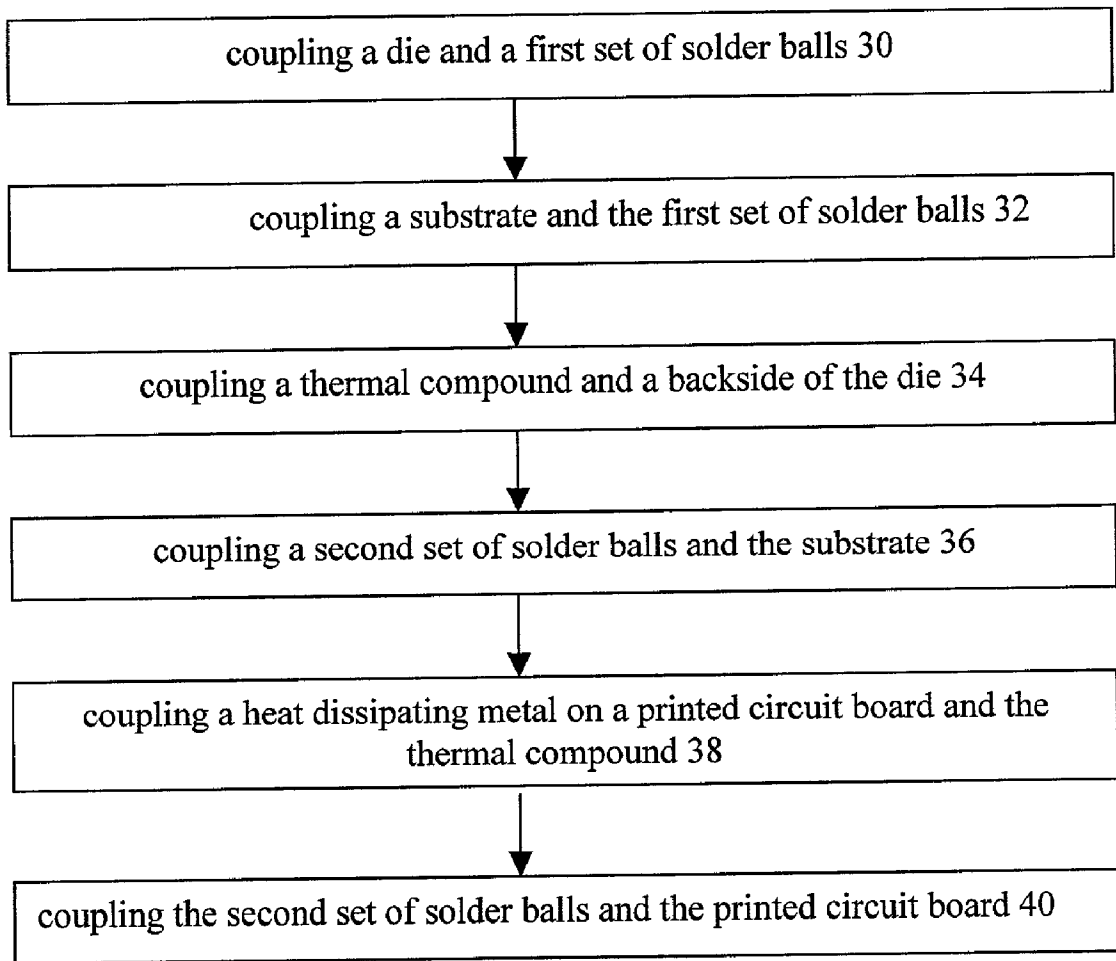 coupling a die and a first set of solder balls 30
coupling a substrate and the first set of solder balls 32
coupling a thermal compound and a backside of the die 34
coupling a second set of solder balls and the substrate 36
coupling a heat dissipating metal on a printed circuit board and the
thermal compound 38
coupling the second set of solder balls and the printed circuit board 40